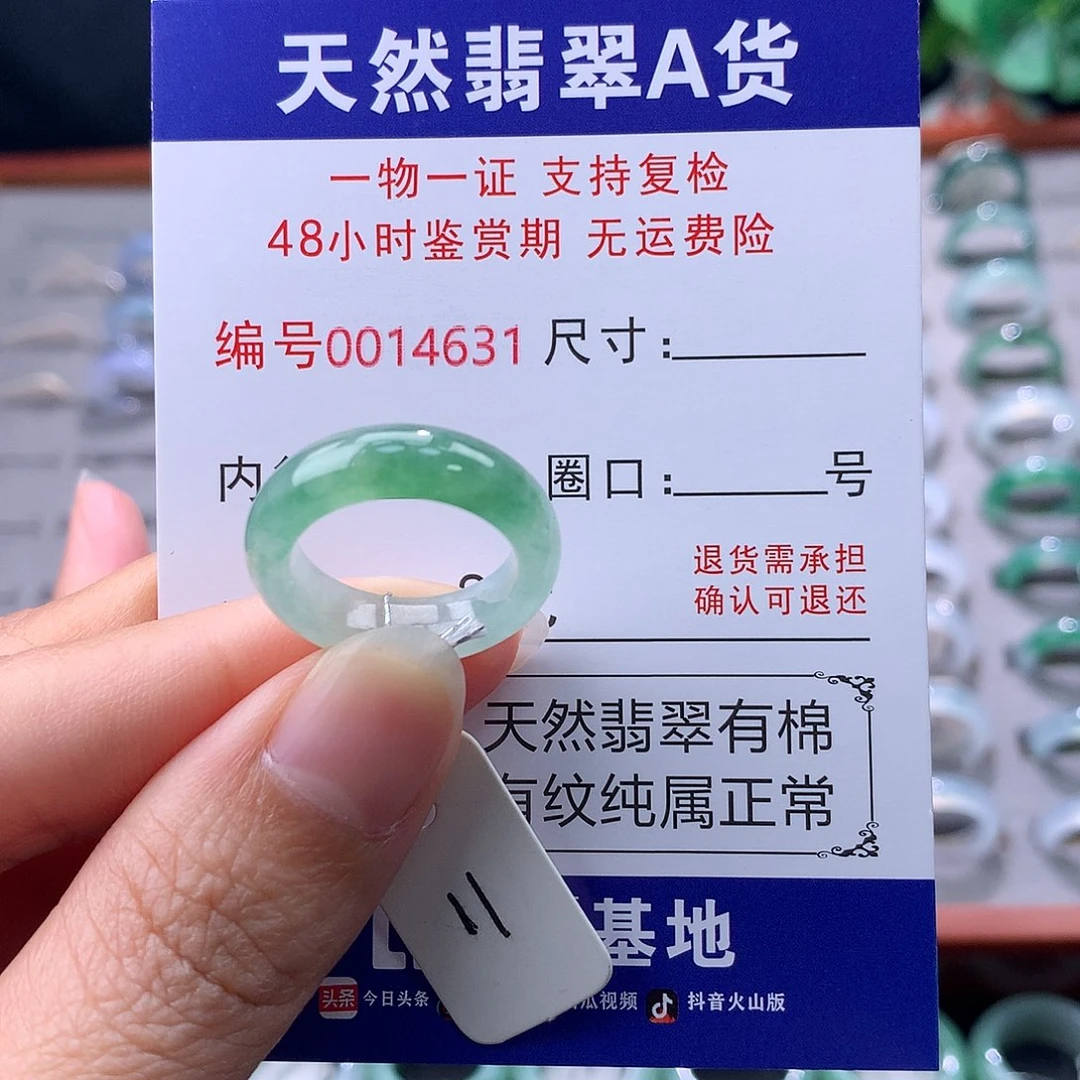 天然翡翠A货
一物一证 支持复检
48小时鉴赏期 无运费险
编号0014631 尺寸:
内 圈口: 号
退货需承担
确认可退还
天然翡翠有棉
有纹纯属正常
基地
头条 今日头条 瓜视频 抖音火山版
11